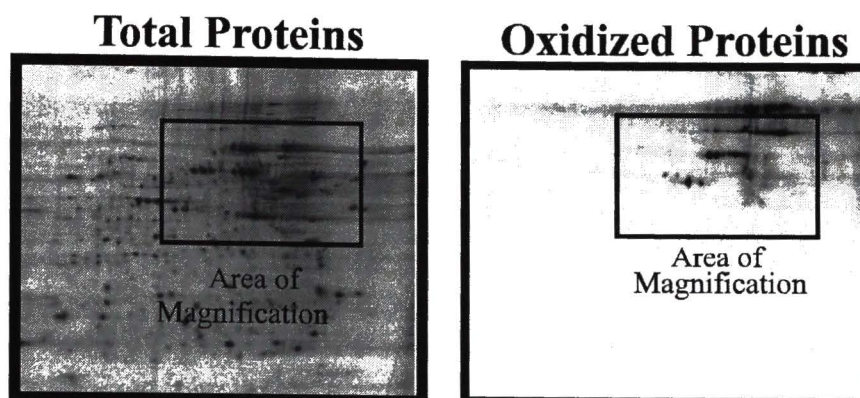 Total Proteins
Oxidized Proteins
Area of
Magnification
Area of
Magnification